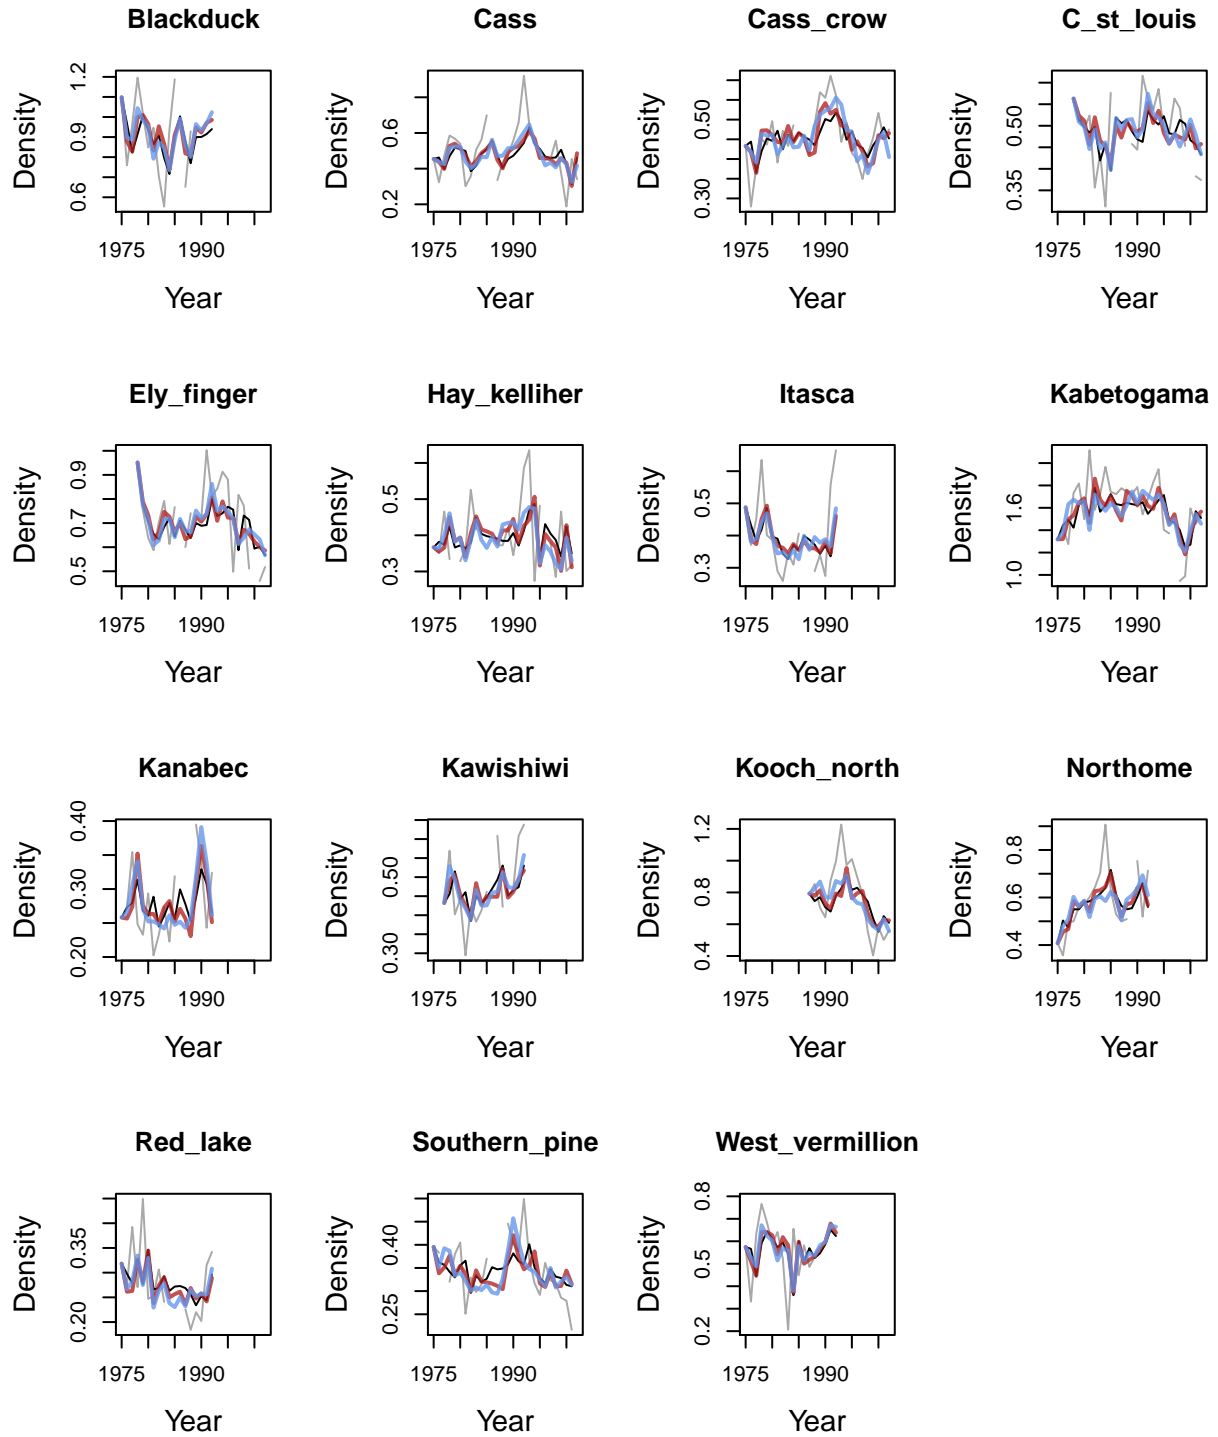 Blackduck
Cass
Cass_crow
C_st_louis
Density
0.6 0.9 1.2
1975 1990
Year
Density
0.2 0.6
1975 1990
Year
Density
0.30 0.50
1975 1990
Year
Density
0.35 0.50
1975 1990
Year
Ely_finger
Hay_kelliher
Itasca
Kabetogama
Density
0.5 0.7 0.9
1975 1990
Year
Density
0.3 0.5
1975 1990
Year
Density
0.3 0.5
1975 1990
Year
Density
1.0 1.6
1975 1990
Year
Kanabec
Kawishiwi
Kooch_north
Northome
Density
0.20 0.30 0.40
1975 1990
Year
Density
0.30 0.50
1975 1990
Year
Density
0.4 0.8 1.2
1975 1990
Year
Density
0.4 0.6 0.8
1975 1990
Year
Red_lake
Southern_pine
West_vermillion
Density
0.20 0.35
1975 1990
Year
Density
0.25 0.40
1975 1990
Year
Density
0.2 0.5 0.8
1975 1990
Year